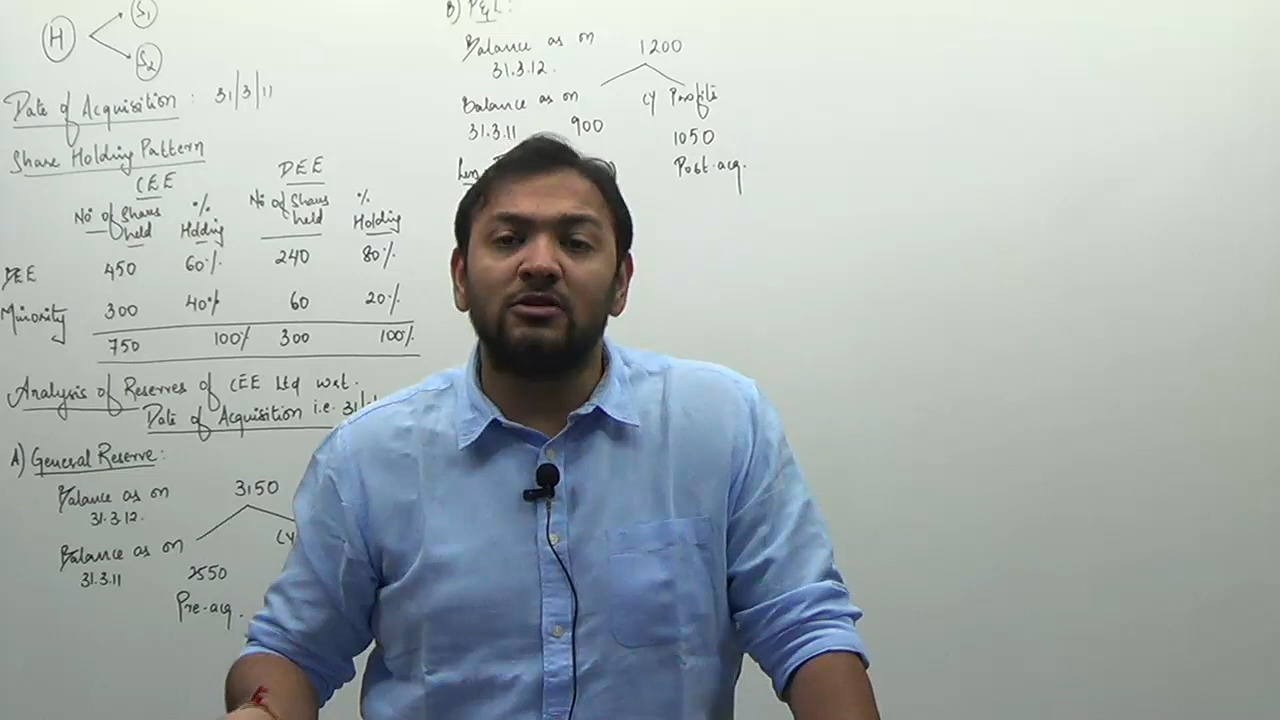 H
S1
S2
Date of Acquisition : 31/3/11
Share Holding Pattern
CEE
DEE
No of Shares held
% Holding
No of Shares held
% Holding
DEE 450 60% 240 80%
Minority 300 40% 60 20%
750 100% 300 100%
Analysis of Reserves of CEE Ltd wrt.
Date of Acquisition i.e. 31/
A) General Reserve :
Balance as on 3150
31.3.12.
CY
Balance as on
31.3.11 2550
Pre-acq.
B) P&L :
Balance as on 1200
31.3.12.
Balance as on CY Profits
31.3.11 900 1050
Less Post-acq.